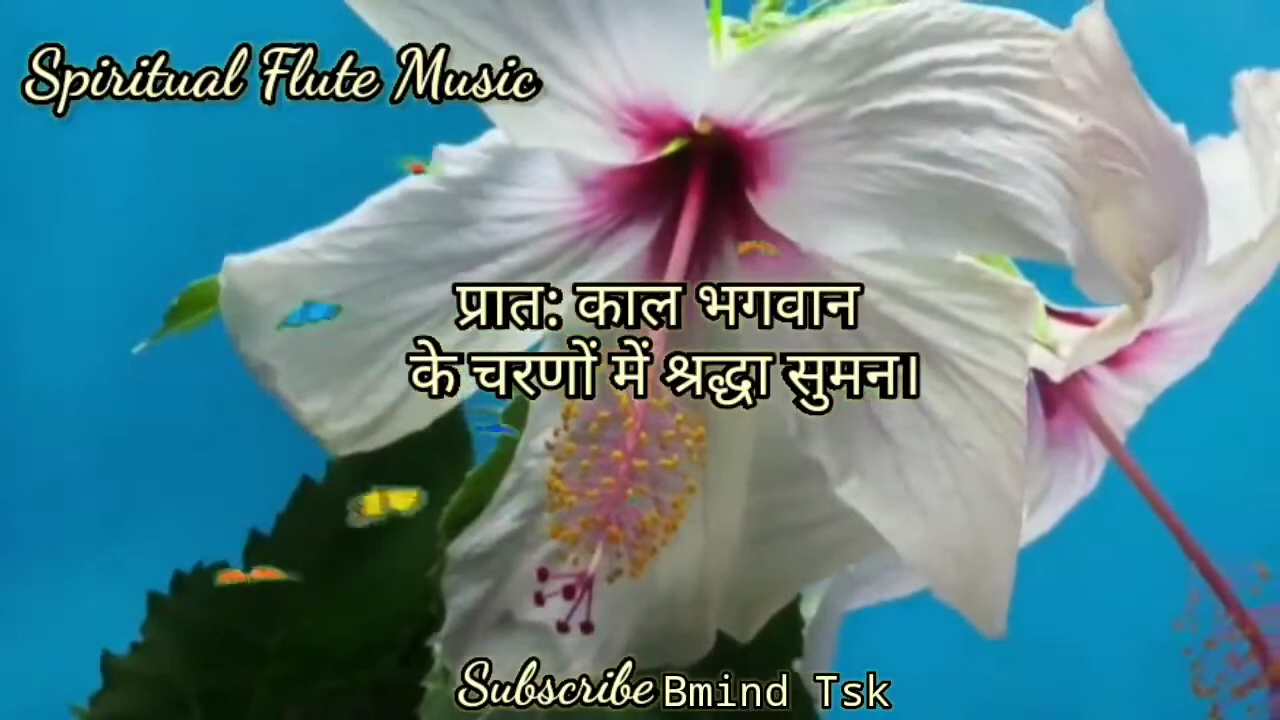 Spiritual Flute Music
प्रात: काल भगवान
के चरणों में श्रद्धा सुमन।
Subscribe Bmind Tsk